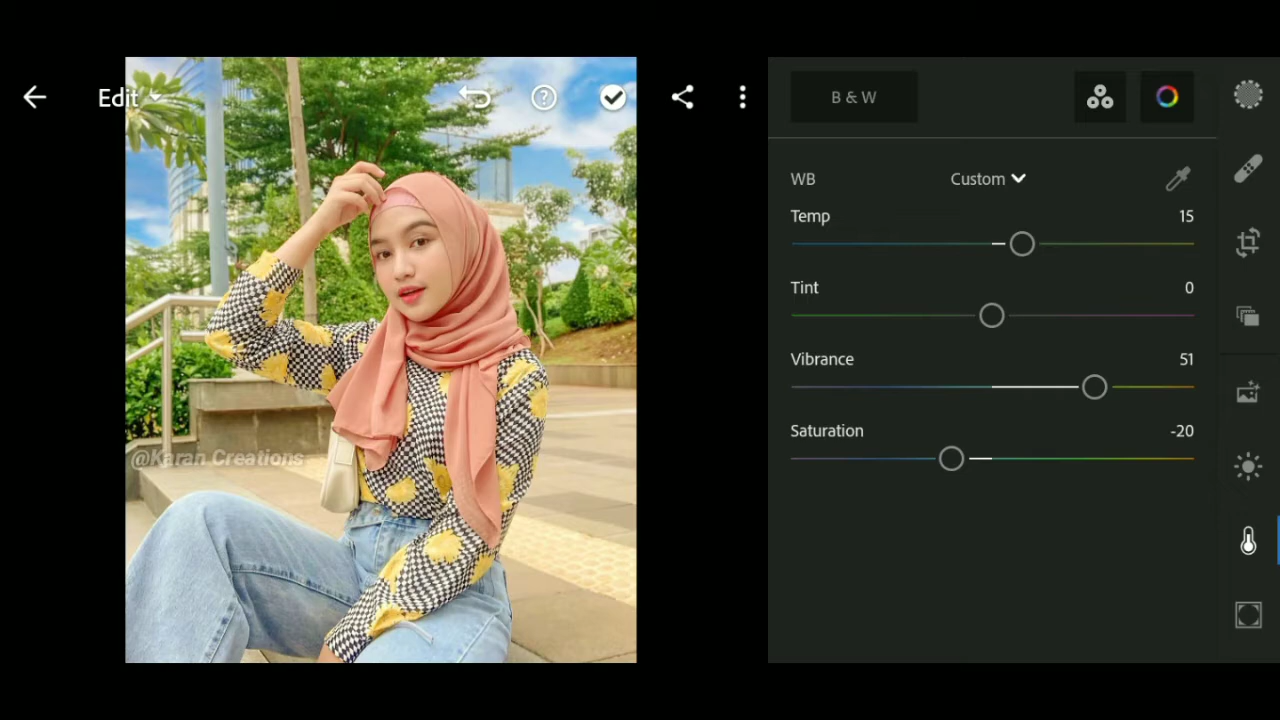 Edit
B & W
WB
Custom
Temp
15
Tint
0
Vibrance
51
Saturation
-20
@Karan Creations